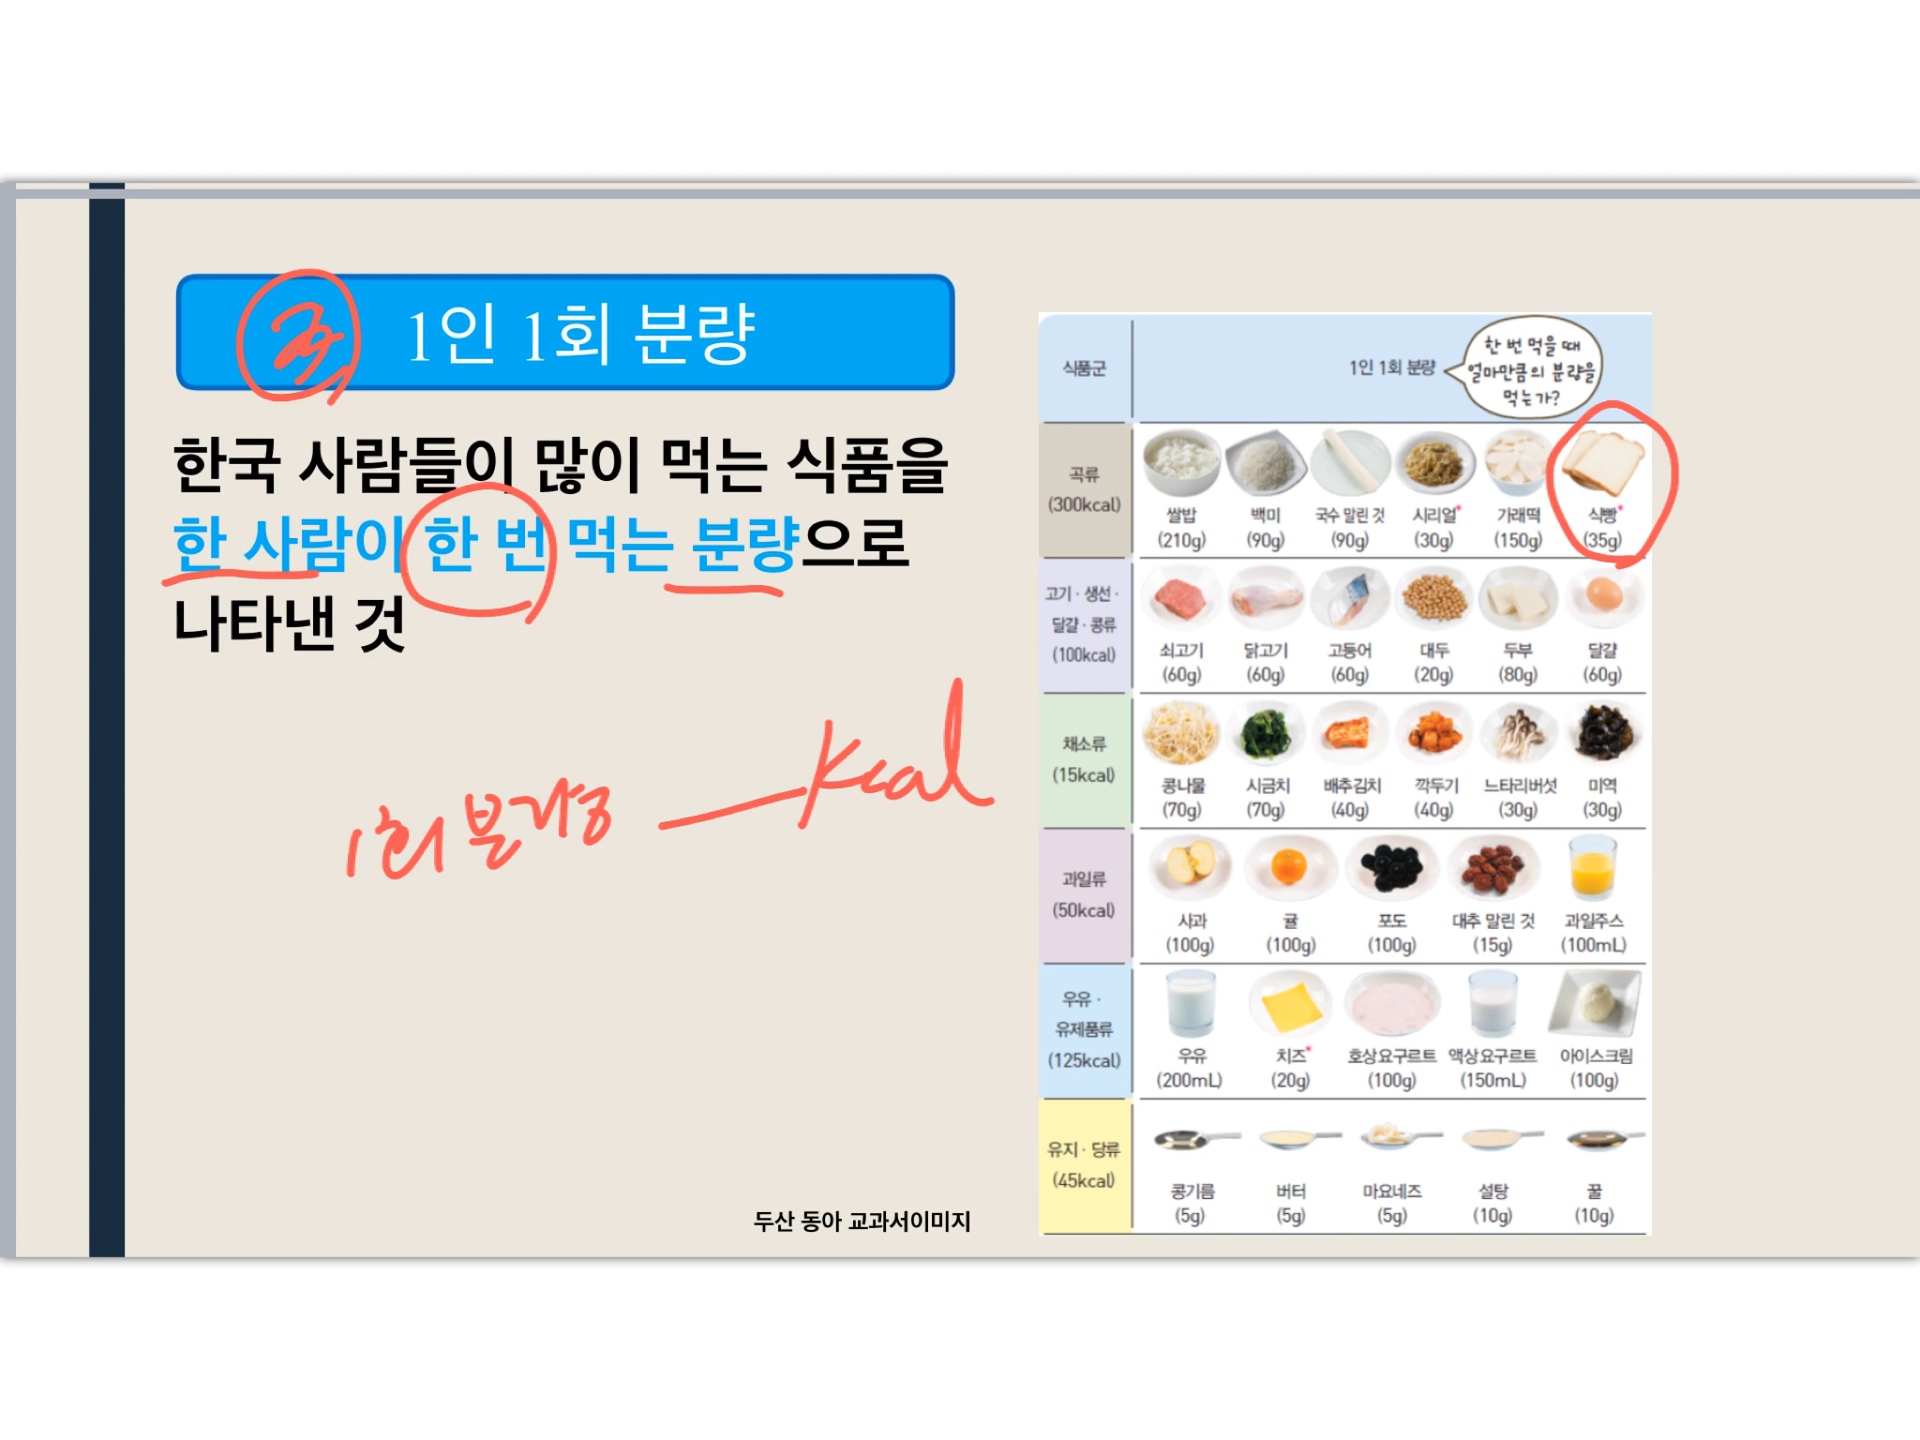 1인 1회 분량
한국 사람들이 많이 먹는 식품을
한 사람이 한 번 먹는 분량으로
나타낸 것
1회 분량 — kcal
두산 동아 교과서이미지
식품군
1인 1회 분량
한 번 먹을 때
얼마만큼의 분량을
먹는가?
곡류
(300kcal)
쌀밥 백미 국수 말린 것 시리얼* 가래떡 식빵*
(210g) (90g) (90g) (30g) (150g) (35g)
고기 · 생선 ·
달걀 · 콩류
(100kcal)
쇠고기 닭고기 고등어 대두 두부 달걀
(60g) (60g) (60g) (20g) (80g) (60g)
채소류
(15kcal)
콩나물 시금치 배추김치 깍두기 느타리버섯 미역
(70g) (70g) (40g) (40g) (30g) (30g)
과일류
(50kcal)
사과 귤 포도 대추 말린 것 과일주스
(100g) (100g) (100g) (15g) (100mL)
우유 ·
유제품류
(125kcal)
우유 치즈* 호상요구르트 액상요구르트 아이스크림
(200mL) (20g) (100g) (150mL) (100g)
유지 · 당류
(45kcal)
콩기름 버터 마요네즈 설탕 꿀
(5g) (5g) (5g) (10g) (10g)